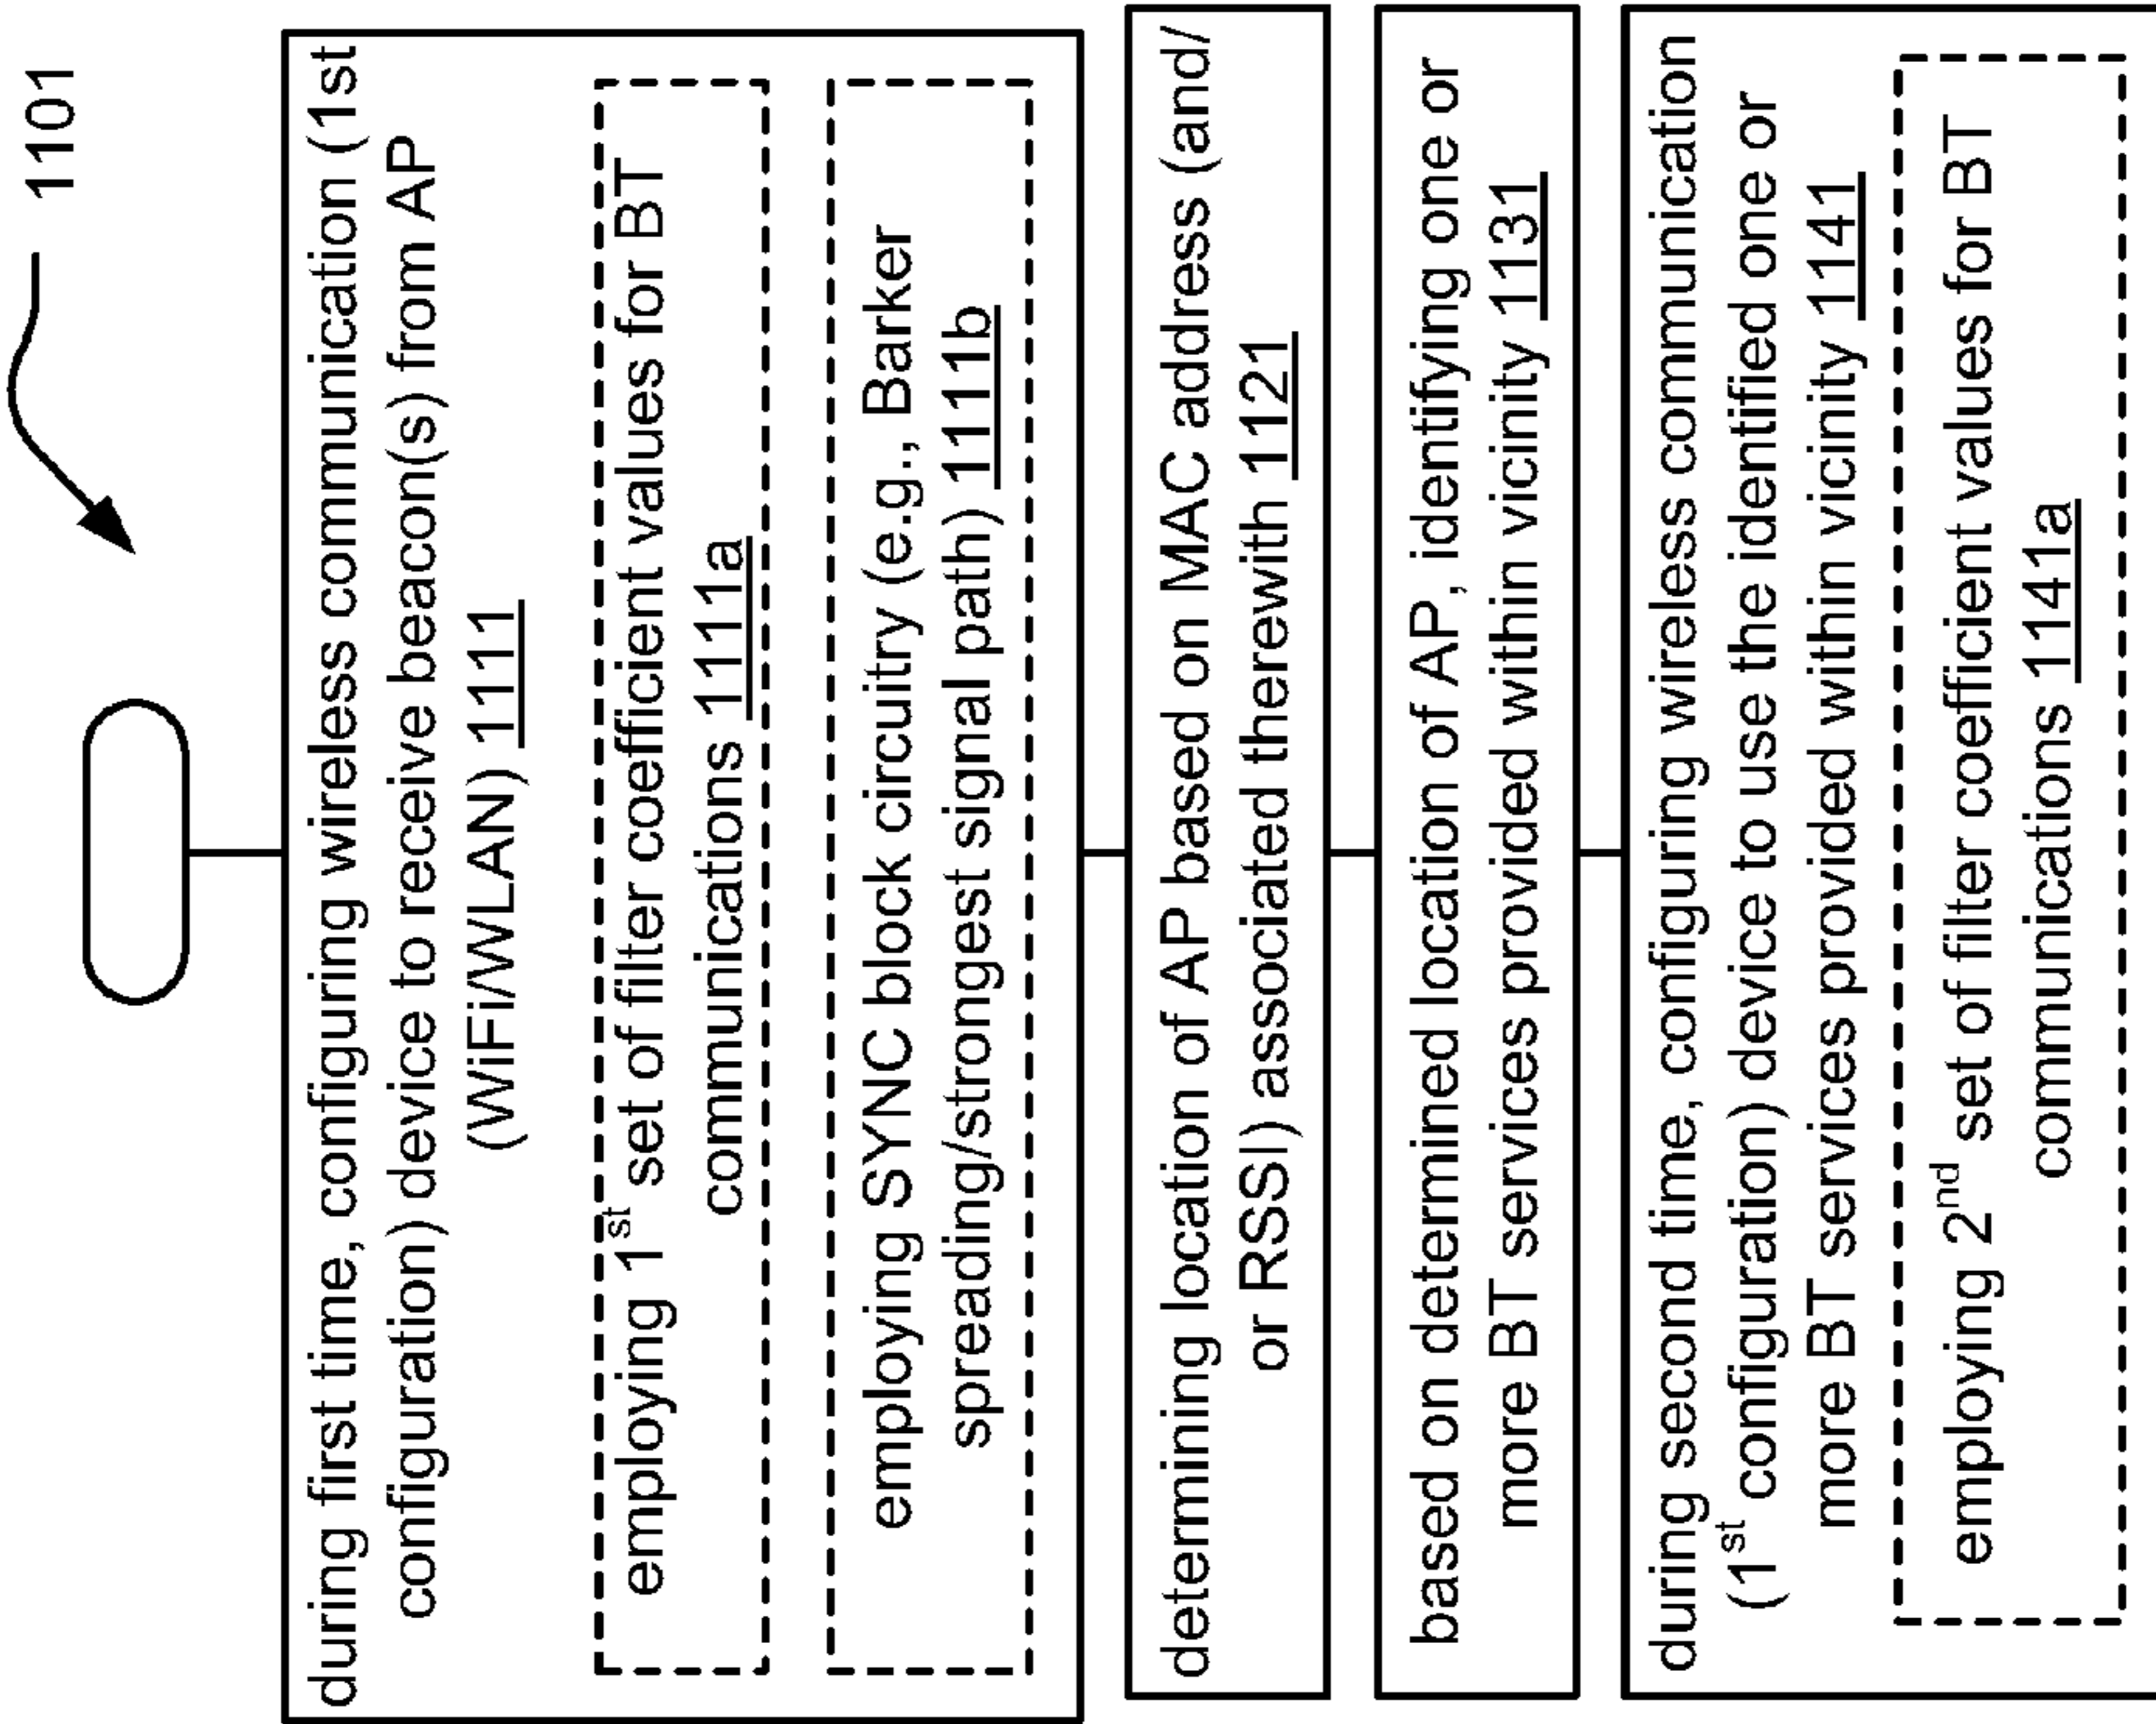 1101
during first time, configuring wireless communication (1st
configuration) device to receive beacon(s) from AP
(WiFi/WLAN) 1111
employing 1st set of filter coefficient values for BT
communications 1111a
employing SYNC block circuitry (e.g., Barker
spreading/strongest signal path) 1111b
determining location of AP based on MAC address (and/
or RSSI) associated therewith 1121
based on determined location of AP, identifying one or
more BT services provided within vicinity 1131
during second time, configuring wireless communication
(1st configuration) device to use the identified one or
more BT services provided within vicinity 1141
employing 2nd set of filter coefficient values for BT
communications 1141a